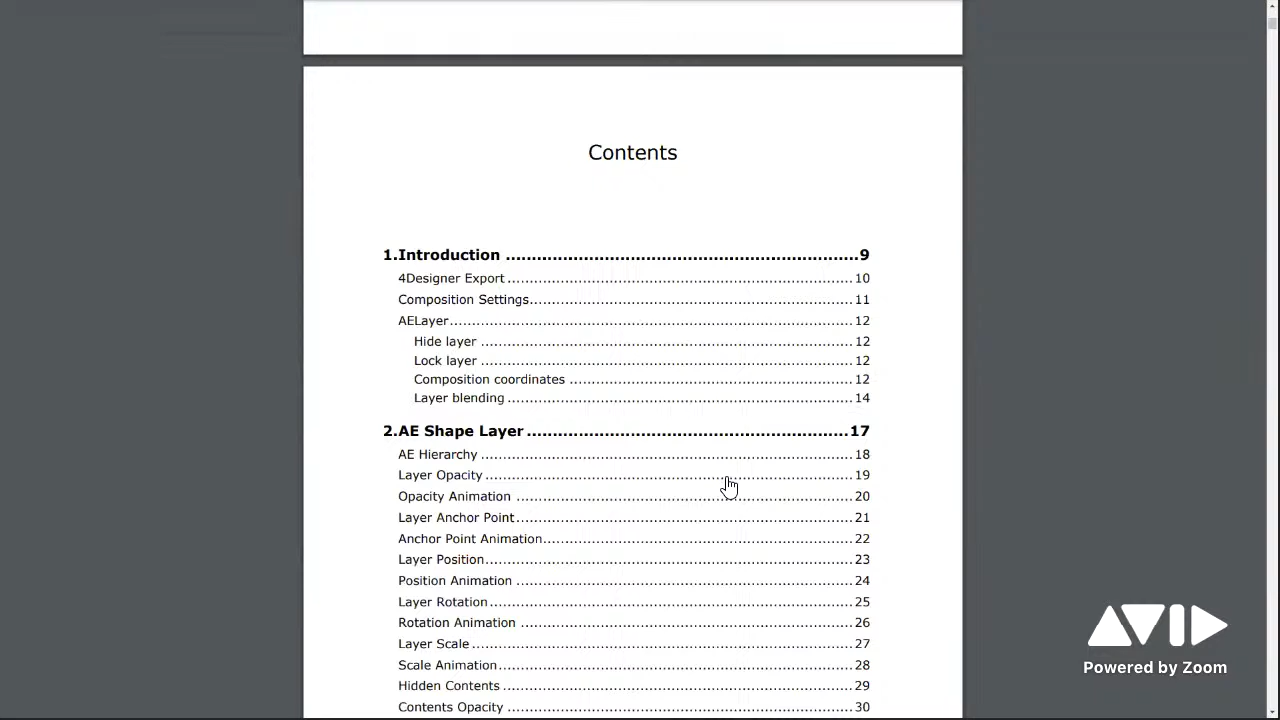 Contents
1.Introduction ....................................................................9
4Designer Export ........................................................................................ 10
Composition Settings.................................................................................. 11
AELayer.................................................................................................... 12
Hide layer ............................................................................................ 12
Lock layer ............................................................................................ 12
Composition coordinates ....................................................................... 12
Layer blending ...................................................................................... 14
2.AE Shape Layer ...............................................................17
AE Hierarchy ............................................................................................. 18
Layer Opacity ............................................................................................ 19
Opacity Animation ..................................................................................... 20
Layer Anchor Point ..................................................................................... 21
Anchor Point Animation............................................................................... 22
Layer Position............................................................................................ 23
Position Animation ..................................................................................... 24
Layer Rotation........................................................................................... 25
Rotation Animation .................................................................................... 26
Layer Scale ............................................................................................... 27
Scale Animation......................................................................................... 28
Hidden Contents ........................................................................................ 29
Contents Opacity ....................................................................................... 30
AVID
Powered by Zoom